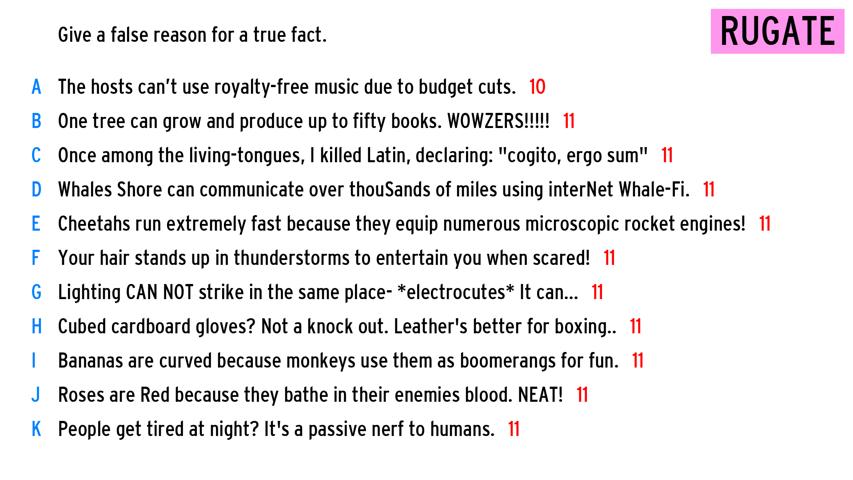 Give a false reason for a true fact.
RUGATE
A The hosts can't use royalty-free music due to budget cuts. 10
B One tree can grow and produce up to fifty books. WOWZERS!!!!! 11
C Once among the living-tongues, I killed Latin, declaring: "cogito, ergo sum" 11
D Whales Shore can communicate over thouSands of miles using interNet Whale-Fi. 11
E Cheetahs run extremely fast because they equip numerous microscopic rocket engines! 11
F Your hair stands up in thunderstorms to entertain you when scared! 11
G Lighting CAN NOT strike in the same place- *electrocutes* It can... 11
H Cubed cardboard gloves? Not a knock out. Leather's better for boxing.. 11
I Bananas are curved because monkeys use them as boomerangs for fun. 11
J Roses are Red because they bathe in their enemies blood. NEAT! 11
K People get tired at night? It's a passive nerf to humans. 11